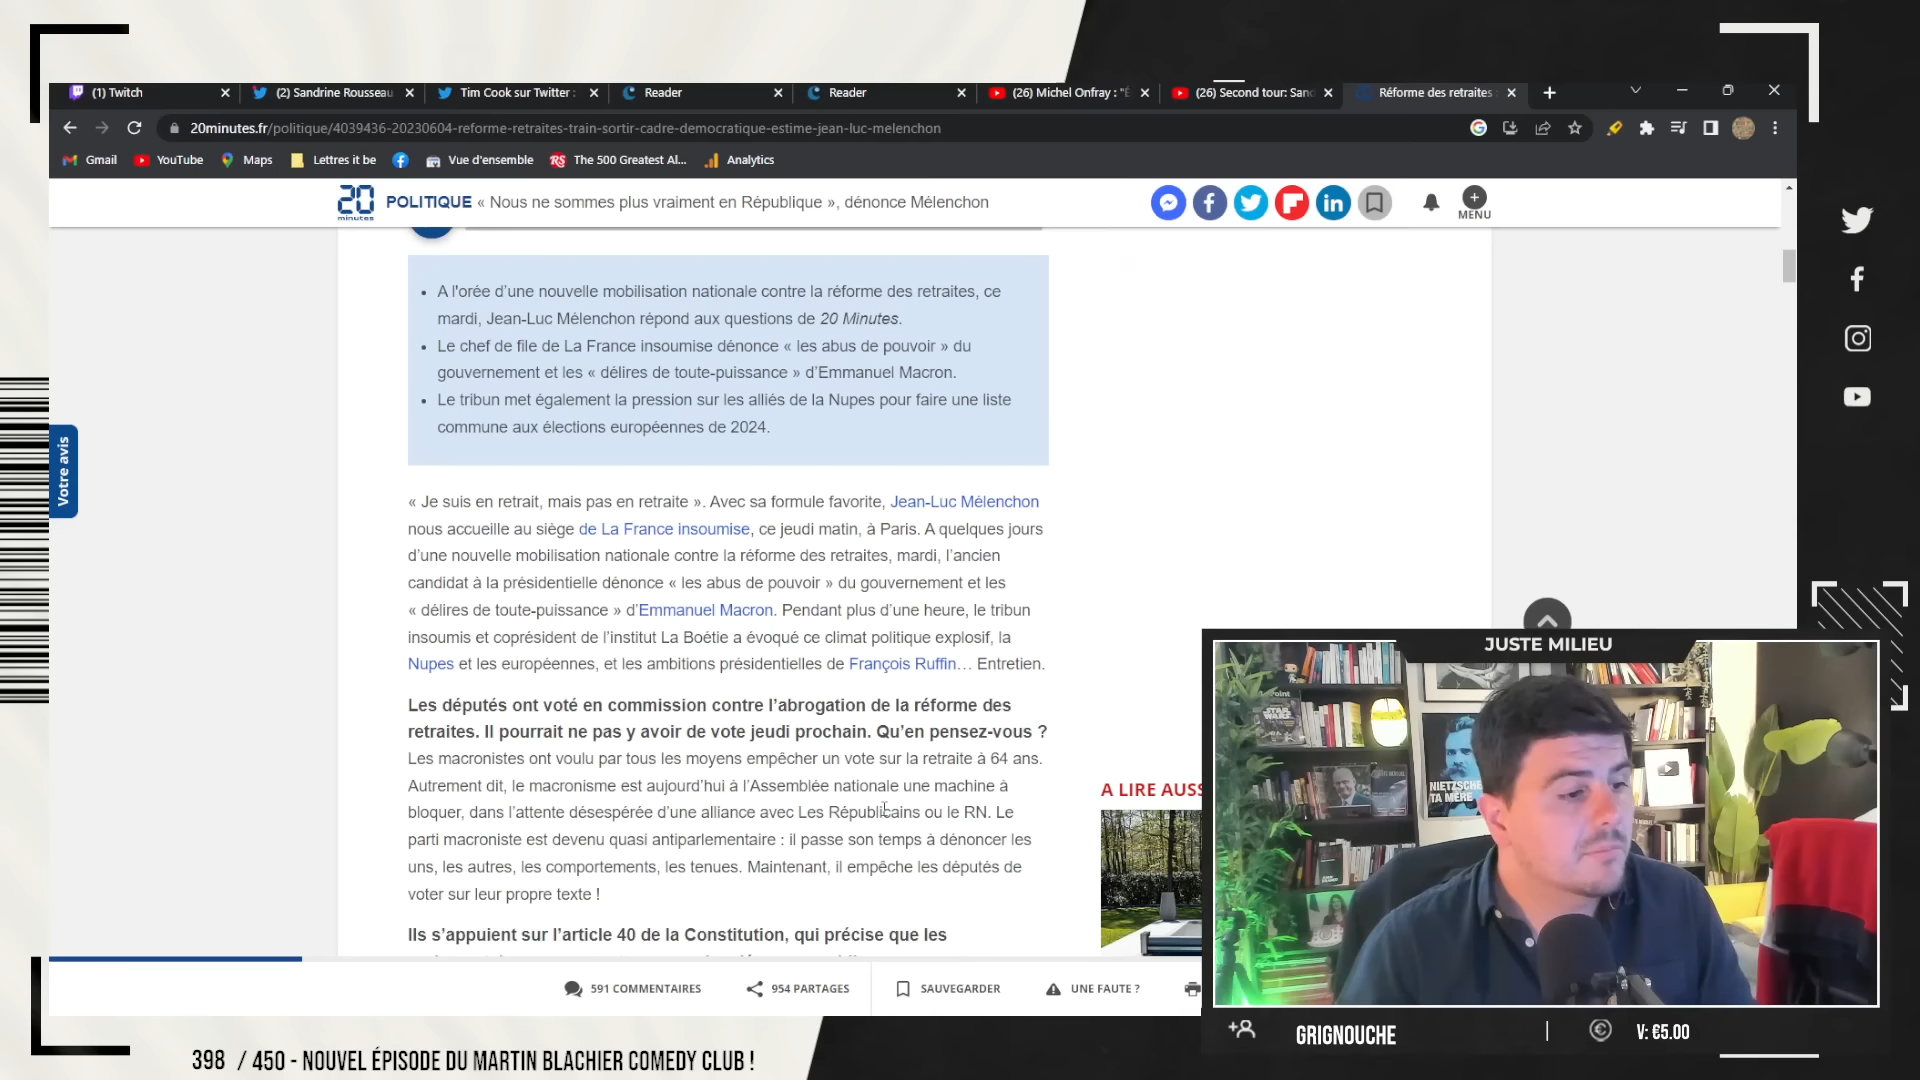 (1) Twitch
(2) Sandrine Rousseau
Tim Cook sur Twitter :
Reader
Reader
(26) Michel Onfray : "É
(26) Second tour: Sand
Réforme des retraites :
20minutes.fr/politique/4039436-20230604-reforme-retraites-train-sortir-cadre-democratique-estime-jean-luc-melenchon
Gmail
YouTube
Maps
Lettres it be
Vue d'ensemble
RS
The 500 Greatest Al...
Analytics
20 minutes
POLITIQUE « Nous ne sommes plus vraiment en République », dénonce Mélenchon
MENU
• A l'orée d'une nouvelle mobilisation nationale contre la réforme des retraites, ce
mardi, Jean-Luc Mélenchon répond aux questions de 20 Minutes.
• Le chef de file de La France insoumise dénonce « les abus de pouvoir » du
gouvernement et les « délires de toute-puissance » d'Emmanuel Macron.
• Le tribun met également la pression sur les alliés de la Nupes pour faire une liste
commune aux élections européennes de 2024.
Votre avis
« Je suis en retrait, mais pas en retraite ». Avec sa formule favorite, Jean-Luc Mélenchon
nous accueille au siège de La France insoumise, ce jeudi matin, à Paris. A quelques jours
d'une nouvelle mobilisation nationale contre la réforme des retraites, mardi, l'ancien
candidat à la présidentielle dénonce « les abus de pouvoir » du gouvernement et les
« délires de toute-puissance » d'Emmanuel Macron. Pendant plus d'une heure, le tribun
insoumis et coprésident de l'institut La Boétie a évoqué ce climat politique explosif, la
Nupes et les européennes, et les ambitions présidentielles de François Ruffin… Entretien.
Les députés ont voté en commission contre l'abrogation de la réforme des
retraites. Il pourrait ne pas y avoir de vote jeudi prochain. Qu'en pensez-vous ?
Les macronistes ont voulu par tous les moyens empêcher un vote sur la retraite à 64 ans.
Autrement dit, le macronisme est aujourd'hui à l'Assemblée nationale une machine à
bloquer, dans l'attente désespérée d'une alliance avec Les Républicains ou le RN. Le
parti macroniste est devenu quasi antiparlementaire : il passe son temps à dénoncer les
uns, les autres, les comportements, les tenues. Maintenant, il empêche les députés de
voter sur leur propre texte !
Ils s'appuient sur l'article 40 de la Constitution, qui précise que les
A LIRE AUSS
591 COMMENTAIRES
954 PARTAGES
SAUVEGARDER
UNE FAUTE ?
JUSTE MILIEU
STAR WARS
NIETZSCHE
TA MÈRE
GRIGNOUCHE
V: €5.00
398 / 450 - NOUVEL ÉPISODE DU MARTIN BLACHIER COMEDY CLUB !